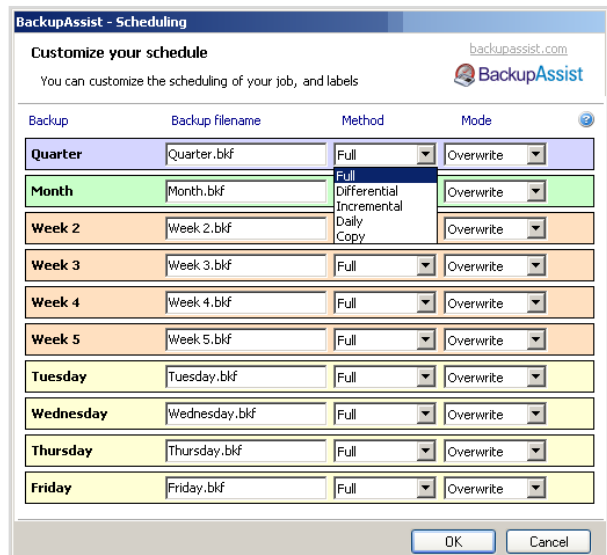 BackupAssist - Scheduling
Customize your schedule
backupassist.com
You can customize the scheduling of your job, and labels
BackupAssist
Backup Backup filename Method Mode ?
Quarter Quarter.bkf Full Overwrite
Full
Month Month.bkf Differential Overwrite
Incremental
Daily
Week 2 Week 2.bkf Copy Overwrite
Week 3 Week 3.bkf Full Overwrite
Week 4 Week 4.bkf Full Overwrite
Week 5 Week 5.bkf Full Overwrite
Tuesday Tuesday.bkf Full Overwrite
Wednesday Wednesday.bkf Full Overwrite
Thursday Thursday.bkf Full Overwrite
Friday Friday.bkf Full Overwrite
OK Cancel